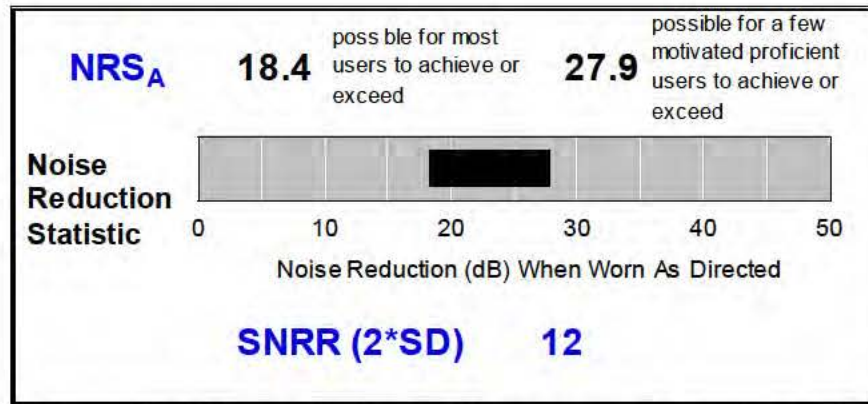 NRSA 18.4 poss ble for most users to achieve or exceed 27.9 possible for a few motivated proficient users to achieve or exceed
Noise
Reduction
Statistic
0 10 20 30 40 50
Noise Reduction (dB) When Worn As Directed
SNRR (2*SD) 12